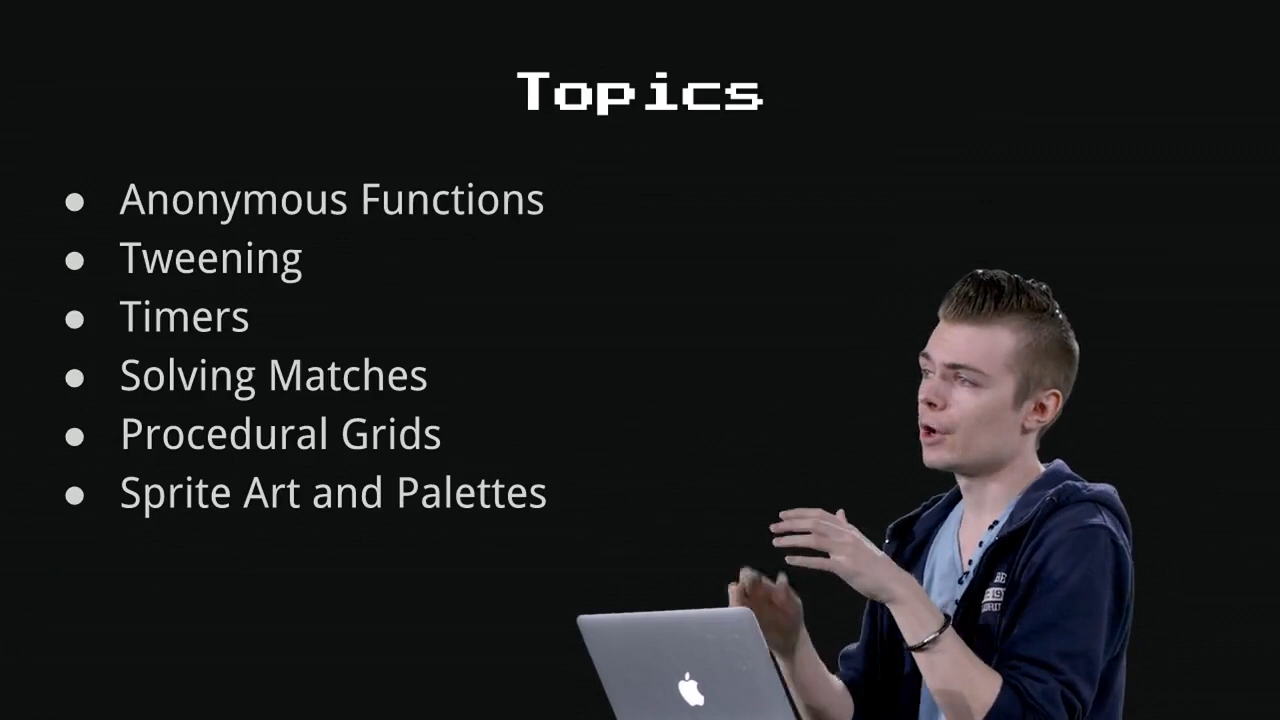 Topics
Anonymous Functions
Tweening
Timers
Solving Matches
Procedural Grids
Sprite Art and Palettes